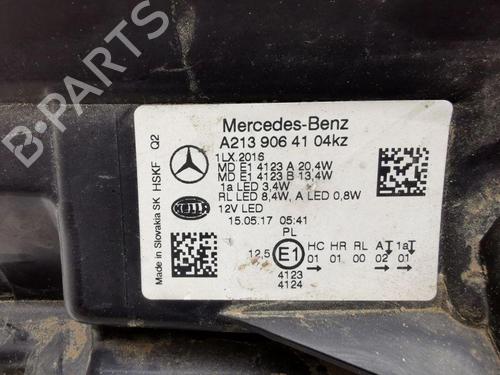 B-PARTS
Mercedes-Benz
A213 906 41 04kz
1LX.2016
MD E1 4123 A 20,4W
MD E1 4123 B 13,4W
1a LED 3,4W
RL LED 8,4W, A LED 0,8W
HELLA
12V LED
15.05.17 05:41
PL
12,5 E1 HC HR RL A 1a
01 01 00 02 01
4123
4124
Made in Slovakia SK HSKF Q2